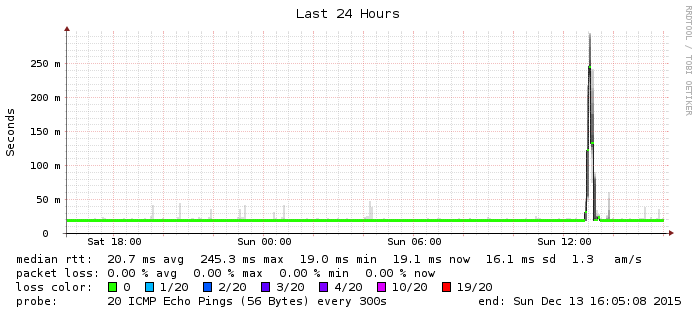 Last 24 Hours
RRDTOOL / TOBI OETIKER
Seconds
250 m
200 m
150 m
100 m
50 m
0
Sat 18:00 Sun 00:00 Sun 06:00 Sun 12:00
median rtt: 20.7 ms avg 245.3 ms max 19.0 ms min 19.1 ms now 16.1 ms sd 1.3 am/s
packet loss: 0.00 % avg 0.00 % max 0.00 % min 0.00 % now
loss color: 0 1/20 2/20 3/20 4/20 10/20 19/20
probe: 20 ICMP Echo Pings (56 Bytes) every 300s end: Sun Dec 13 16:05:08 2015